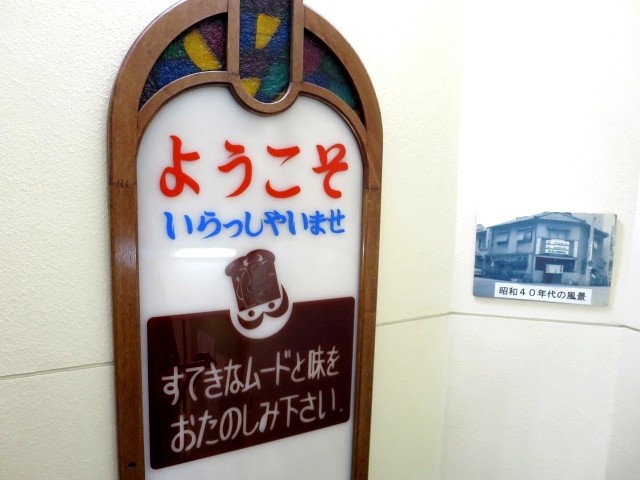 ようこそ
いらっしやいませ
すてきなムードと味を
おたのしみ下さい.
昭和40年代の風景